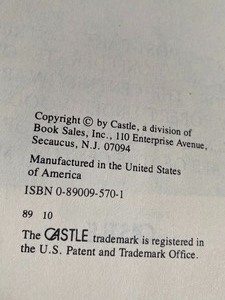 Copyright © by Castle, a division of
Book Sales, Inc., 110 Enterprise Avenue,
Secaucus, N.J. 07094
Manufactured in the United States
of America
ISBN 0-89009-570-1
89 10
The CASTLE trademark is registered in
the U.S. Patent and Trademark Office.